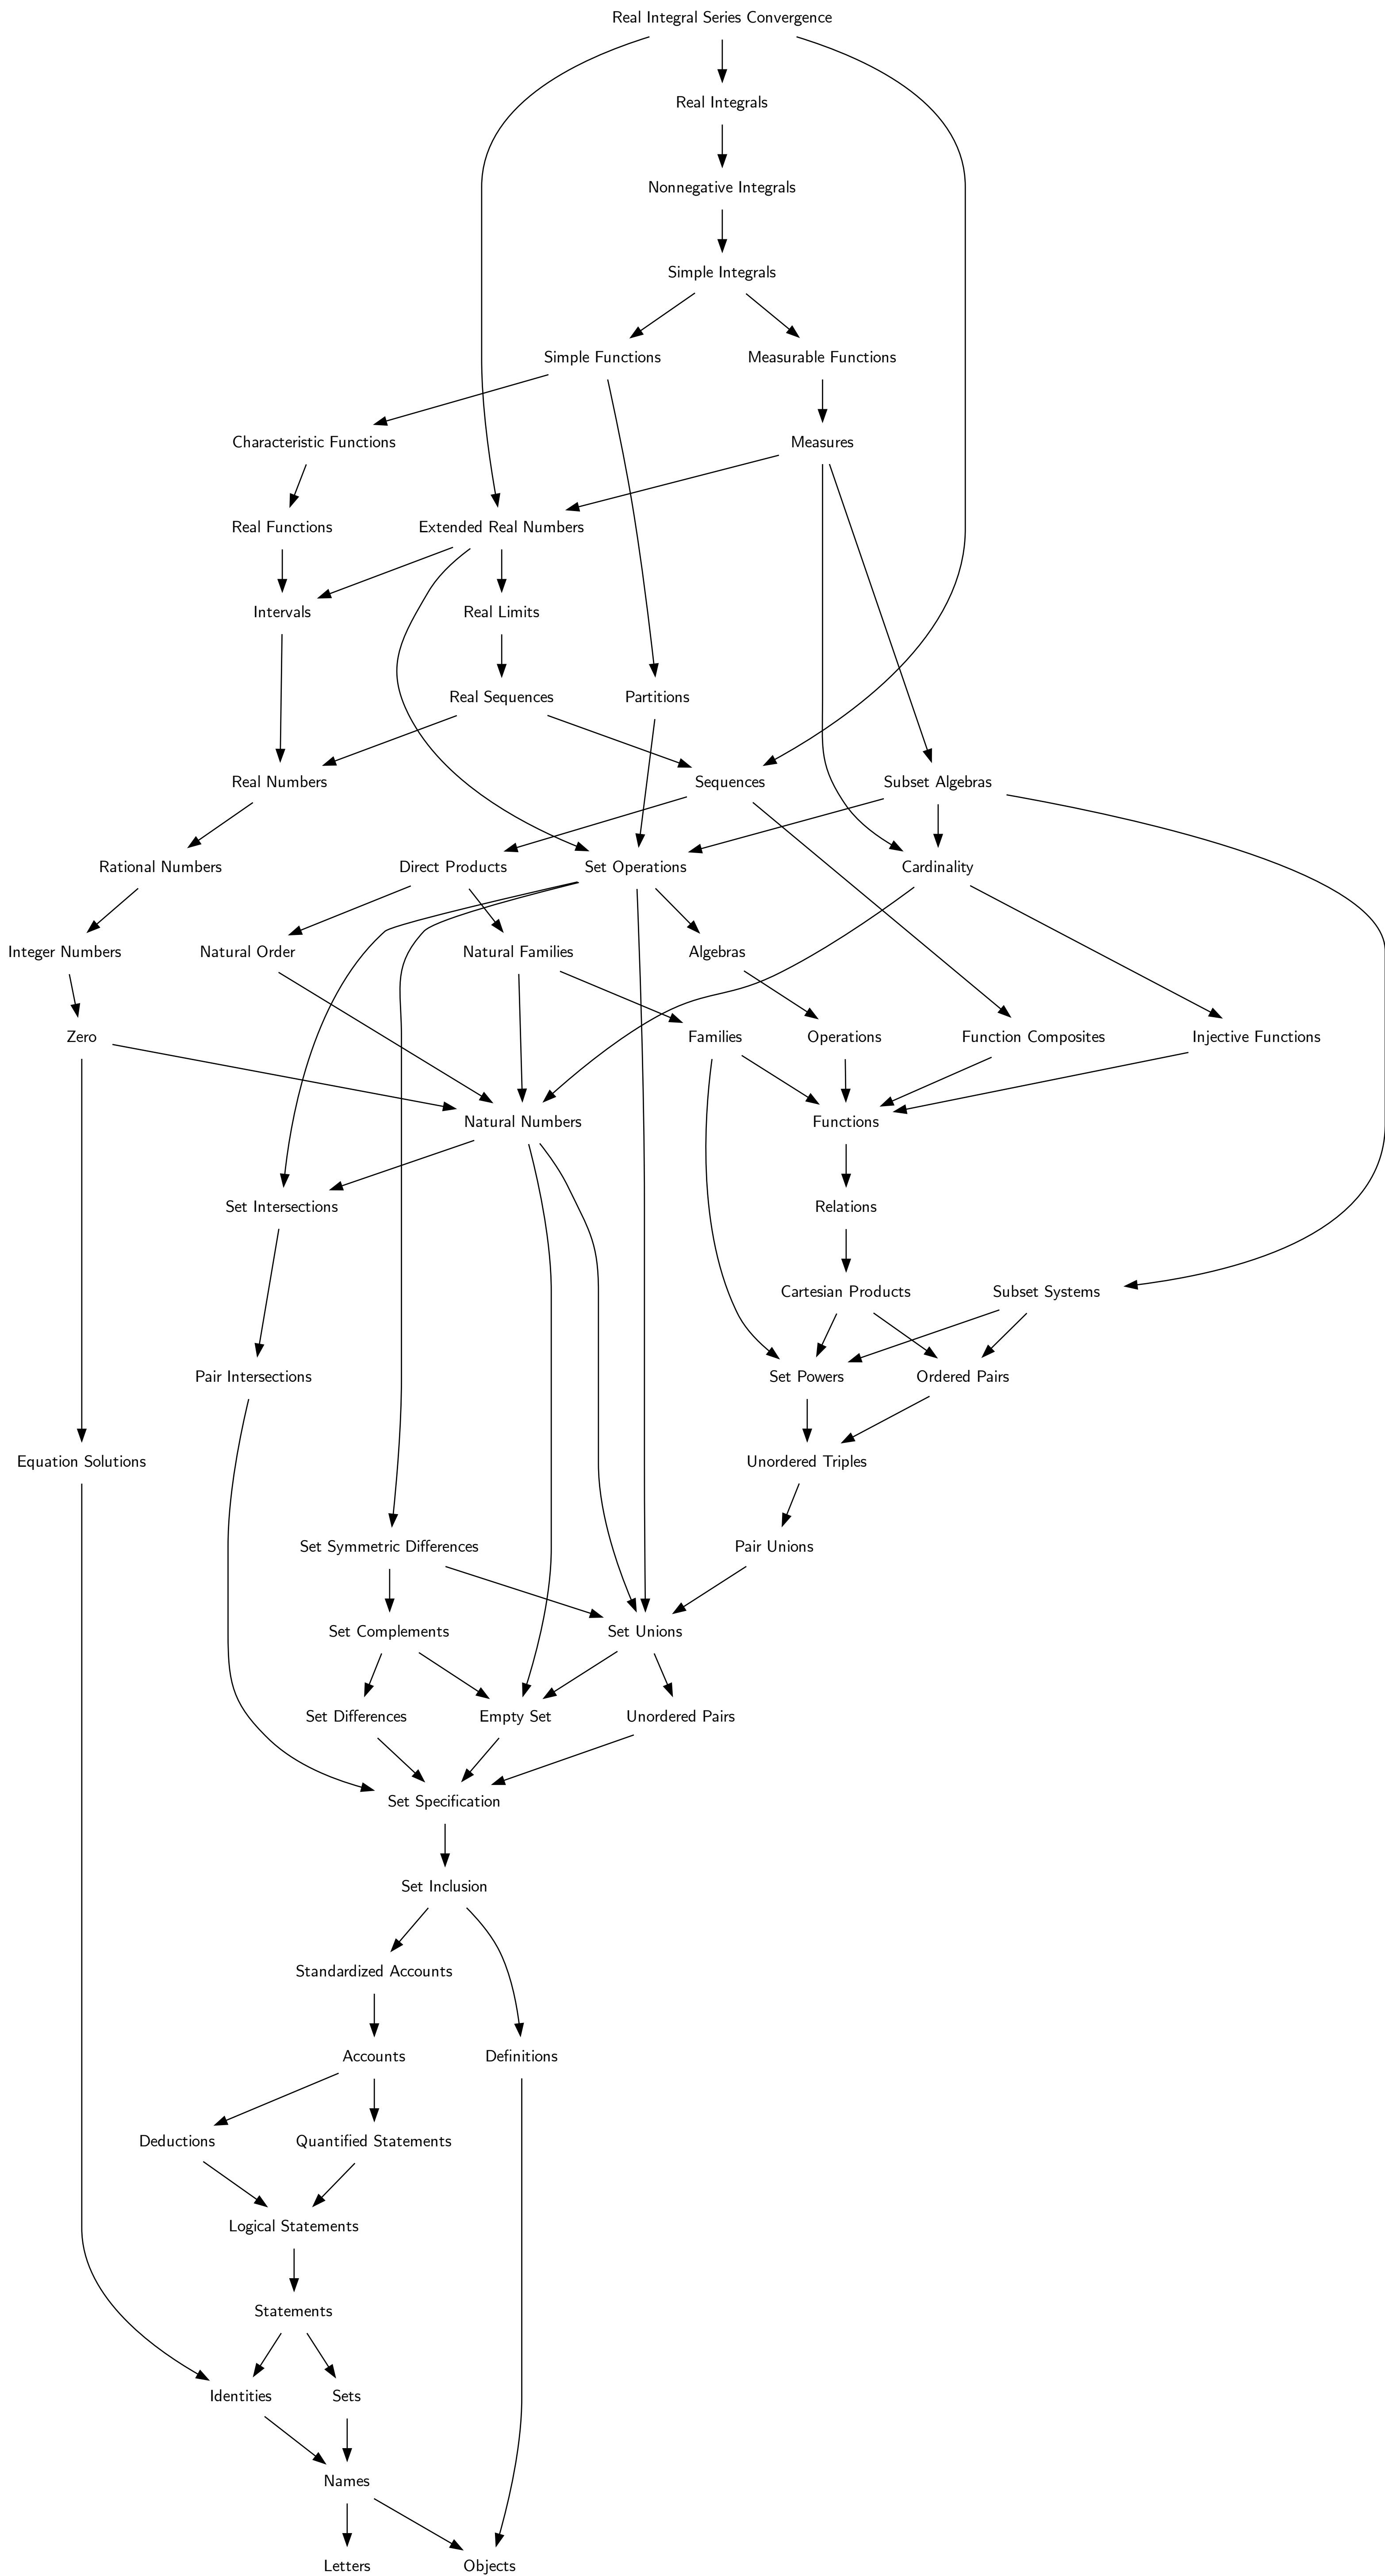 Real Integral Series Convergence
Real Integrals
Nonnegative Integrals
Simple Integrals
Simple Functions
Measurable Functions
Characteristic Functions
Measures
Real Functions
Extended Real Numbers
Intervals
Real Limits
Real Sequences
Partitions
Real Numbers
Sequences
Subset Algebras
Rational Numbers
Direct Products
Set Operations
Cardinality
Integer Numbers
Natural Order
Natural Families
Algebras
Zero
Families
Operations
Function Composites
Injective Functions
Natural Numbers
Functions
Set Intersections
Relations
Cartesian Products
Subset Systems
Pair Intersections
Set Powers
Ordered Pairs
Equation Solutions
Unordered Triples
Set Symmetric Differences
Pair Unions
Set Complements
Set Unions
Set Differences
Empty Set
Unordered Pairs
Set Specification
Set Inclusion
Standardized Accounts
Accounts
Definitions
Deductions
Quantified Statements
Logical Statements
Statements
Identities
Sets
Names
Letters
Objects